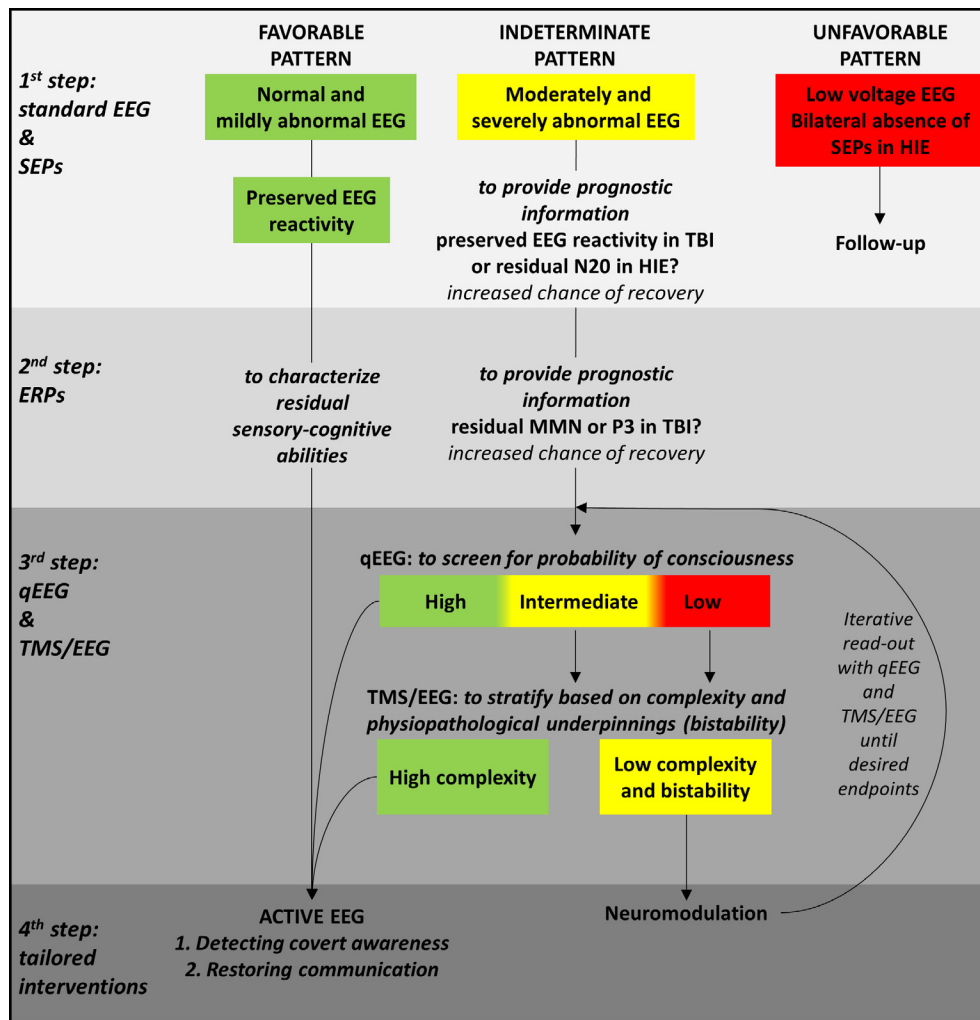 FAVORABLE
PATTERN
INDETERMINATE
PATTERN
UNFAVORABLE
PATTERN
1st step:
standard EEG
&
SEPs
Normal and
mildly abnormal EEG
Moderately and
severely abnormal EEG
Low voltage EEG
Bilateral absence of
SEPs in HIE
Preserved EEG
reactivity
to provide prognostic
information
preserved EEG reactivity in TBI
or residual N20 in HIE?
increased chance of recovery
Follow-up
2nd step:
ERPs
to characterize
residual
sensory-cognitive
abilities
to provide prognostic
information
residual MMN or P3 in TBI?
increased chance of recovery
3rd step:
qEEG
&
TMS/EEG
qEEG: to screen for probability of consciousness
High
Intermediate
Low
TMS/EEG: to stratify based on complexity and
physiopathological underpinnings (bistability)
High complexity
Low complexity
and bistability
Iterative
read-out
with qEEG
and
TMS/EEG
until
desired
endpoints
4th step:
tailored
interventions
ACTIVE EEG
1. Detecting covert awareness
2. Restoring communication
Neuromodulation